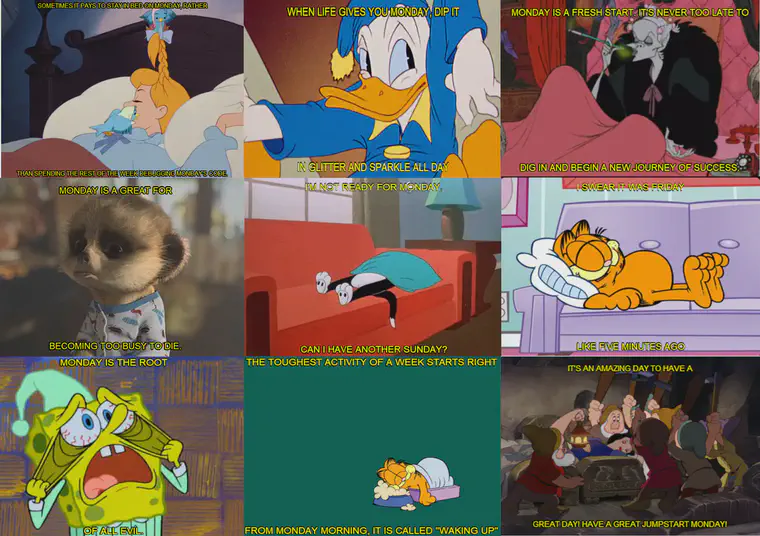 SOMETIMES IT PAYS TO STAY IN BED ON MONDAY, RATHER
THAN SPENDING THE REST OF THE WEEK DEBUGGING MONDAY'S CODE.
WHEN LIFE GIVES YOU MONDAY, DIP IT
IN GLITTER AND SPARKLE ALL DAY
MONDAY IS A FRESH START. IT'S NEVER TOO LATE TO
DIG IN AND BEGIN A NEW JOURNEY OF SUCCESS.
MONDAY IS A GREAT FOR
BECOMING TOO BUSY TO DIE.
I'M NOT READY FOR MONDAY,
CAN I HAVE ANOTHER SUNDAY?
I SWEAR IT WAS FRIDAY
LIKE FIVE MINUTES AGO
MONDAY IS THE ROOT
OF ALL EVIL.
THE TOUGHEST ACTIVITY OF A WEEK STARTS RIGHT
FROM MONDAY MORNING, IT IS CALLED "WAKING UP"
IT'S AN AMAZING DAY TO HAVE A
GREAT DAY! HAVE A GREAT JUMPSTART MONDAY!